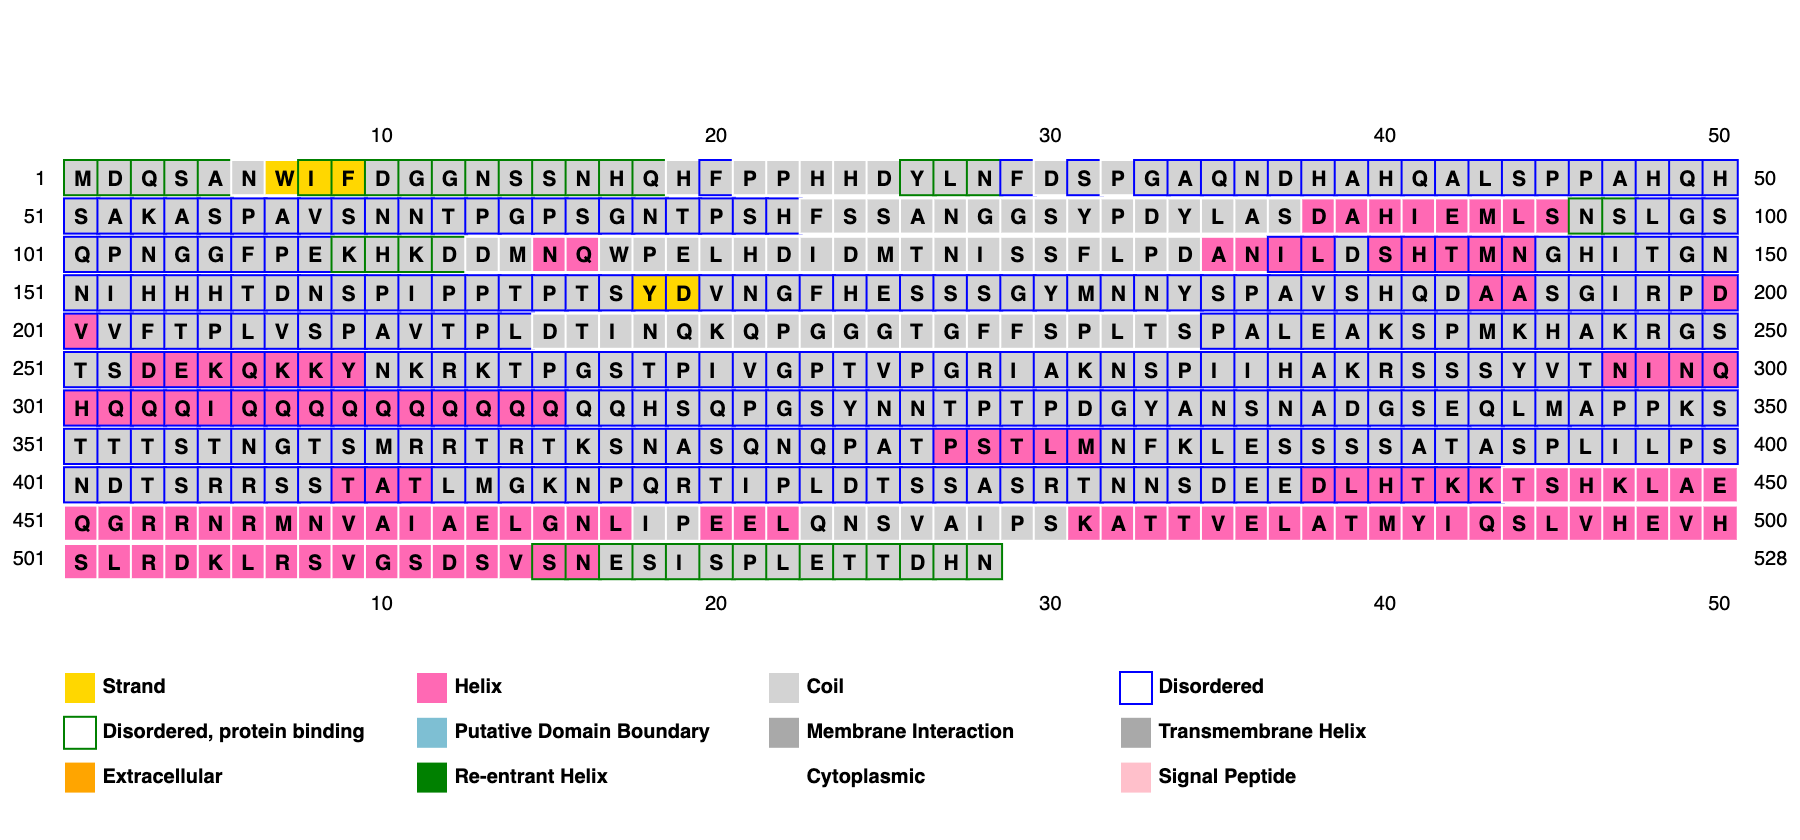 10 20 30 40 50
1 M D Q S A N W I F D G G N S S N H Q H F P P H H D Y L N F D S P G A Q N D H A H Q A L S P P A H Q H 50
51 S A K A S P A V S N N T P G P S G N T P S H F S S A N G G S Y P D Y L A S D A H I E M L S N S L G S 100
101 Q P N G G F P E K H K D D M N Q W P E L H D I D M T N I S S F L P D A N I L D S H T M N G H I T G N 150
151 N I H H H T D N S P I P P T P T S Y D V N G F H E S S S G Y M N N Y S P A V S H Q D A A S G I R P D 200
201 V V F T P L V S P A V T P L D T I N Q K Q P G G G T G F F S P L T S P A L E A K S P M K H A K R G S 250
251 T S D E K Q K K Y N K R K T P G S T P I V G P T V P G R I A K N S P I I H A K R S S S Y V T N I N Q 300
301 H Q Q Q I Q Q Q Q Q Q Q Q Q Q Q Q H S Q P G S Y N N T P T P D G Y A N S N A D G S E Q L M A P P K S 350
351 T T T S T N G T S M R R T R T K S N A S Q N Q P A T P S T L M N F K L E S S S S A T A S P L I L P S 400
401 N D T S R R S S T A T L M G K N P Q R T I P L D T S S A S R T N N S D E E D L H T K K T S H K L A E 450
451 Q G R R N R M N V A I A E L G N L I P E E L Q N S V A I P S K A T T V E L A T M Y I Q S L V H E V H 500
501 S L R D K L R S V G S D S V S N E S I S P L E T T D H N 528
10 20 30 40 50
Strand Helix Coil Disordered
Disordered, protein binding Putative Domain Boundary Membrane Interaction Transmembrane Helix
Extracellular Re-entrant Helix Cytoplasmic Signal Peptide